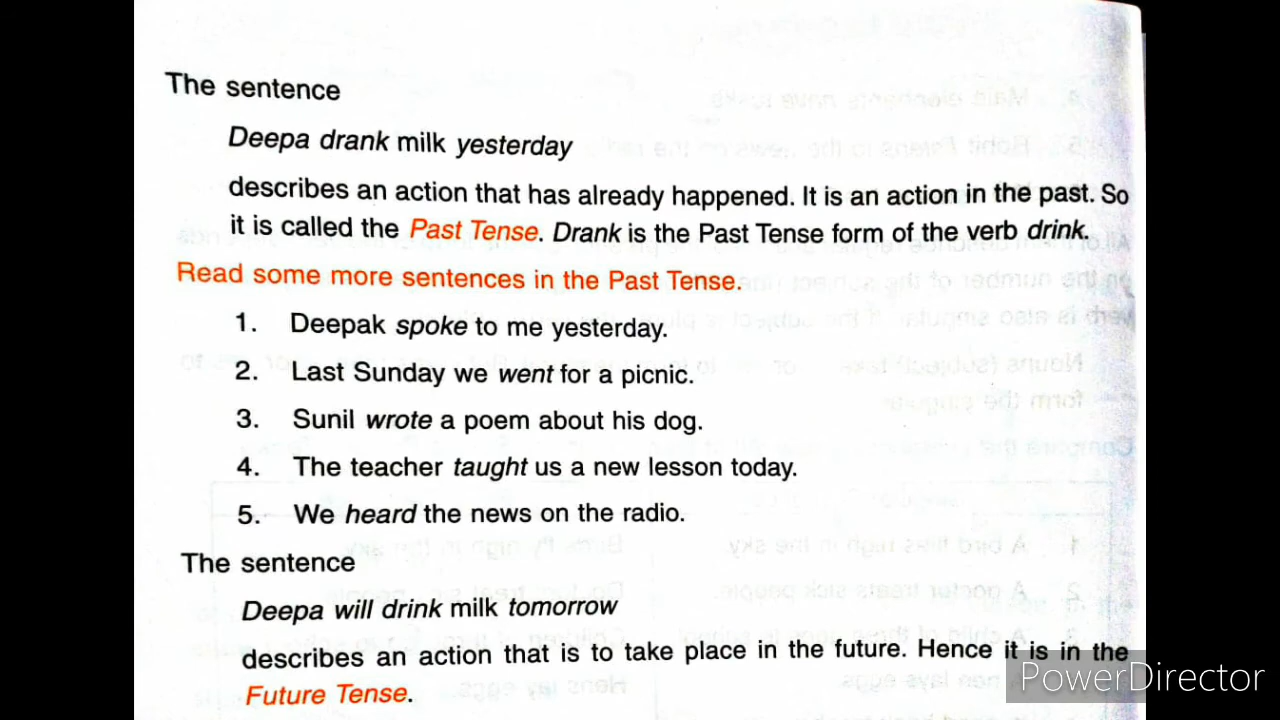 The sentence
Deepa drank milk yesterday
describes an action that has already happened. It is an action in the past. So
it is called the Past Tense. Drank is the Past Tense form of the verb drink.
Read some more sentences in the Past Tense.
1. Deepak spoke to me yesterday.
2. Last Sunday we went for a picnic.
3. Sunil wrote a poem about his dog.
4. The teacher taught us a new lesson today.
5. We heard the news on the radio.
The sentence
Deepa will drink milk tomorrow
describes an action that is to take place in the future. Hence it is in the
Future Tense.
PowerDirector